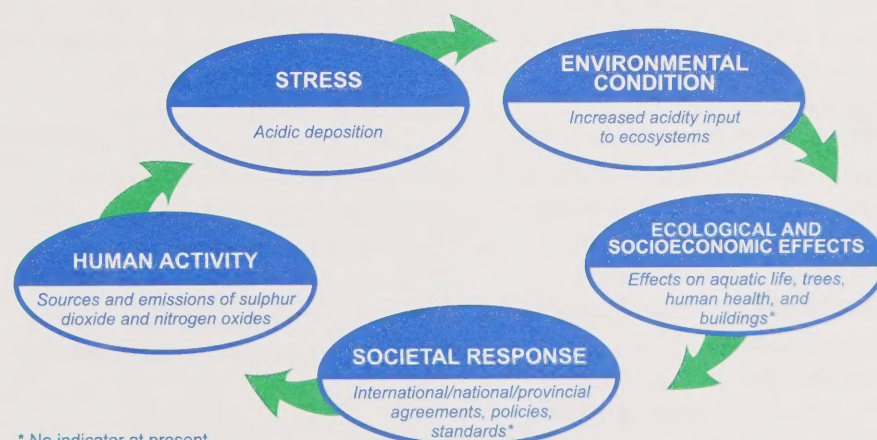 STRESS
Acidic deposition
ENVIRONMENTAL
CONDITION
Increased acidity input
to ecosystems
ECOLOGICAL AND
SOCIOECONOMIC EFFECTS
Effects on aquatic life, trees,
human health, and
buildings*
SOCIETAL RESPONSE
International/national/provincial
agreements, policies,
standards*
HUMAN ACTIVITY
Sources and emissions of sulphur
dioxide and nitrogen oxides
* No indicator at present